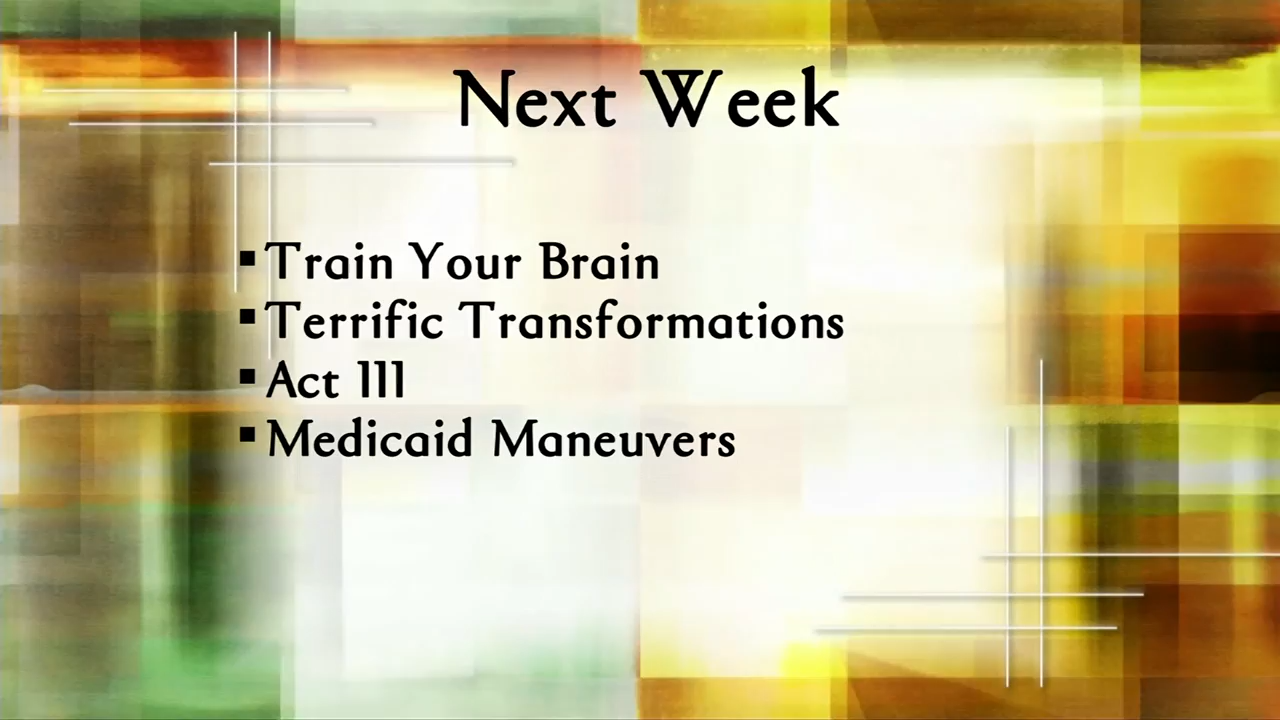 Next Week
▪ Train Your Brain
▪ Terrific Transformations
▪ Act III
▪ Medicaid Maneuvers